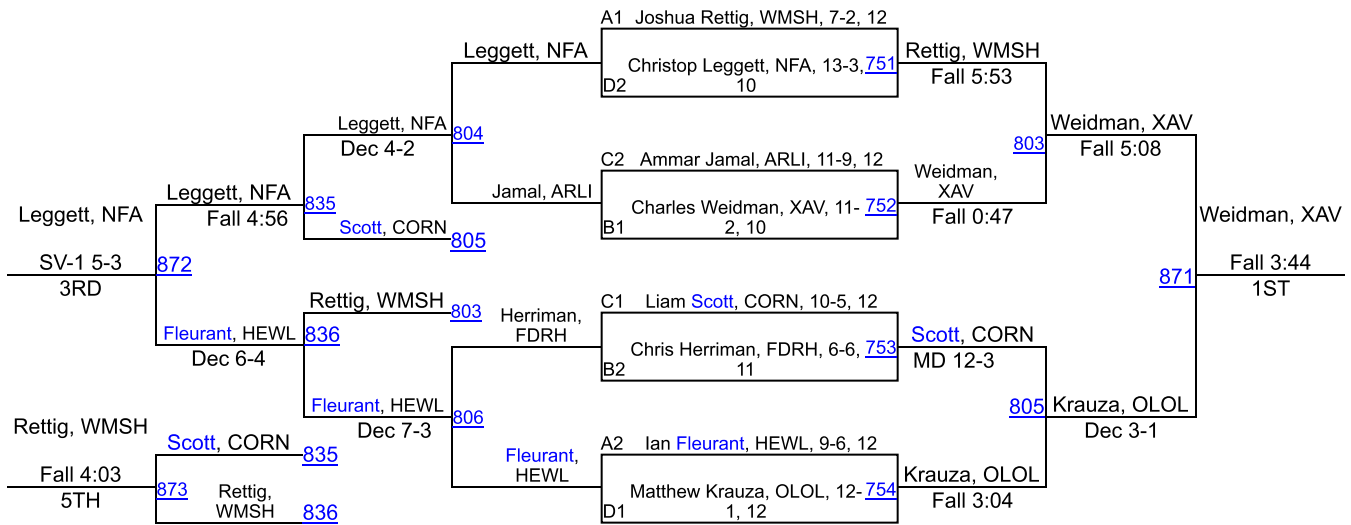 A1 Joshua Rettig, WMSH, 7-2, 12
Leggett, NFA
Rettig, WMSH
Christop Leggett, NFA, 13-3, 751
10
D2
Fall 5:53
Leggett, NFA
804
Dec 4-2
Weidman, XAV
803
Fall 5:08
C2 Ammar Jamal, ARLI, 11-9, 12
Leggett, NFA
Jamal, ARLI
Weidman,
XAV
835
Fall 4:56
Charles Weidman, XAV, 11-
2, 10
752
B1
Fall 0:47
Leggett, NFA
Scott, CORN
805
Weidman, XAV
SV-1 5-3
872
3RD
871
Fall 3:44
1ST
Rettig, WMSH
803
C1 Liam Scott, CORN, 10-5, 12
Herriman,
FDRH
Fleurant, HEWL
836
Dec 6-4
Chris Herriman, FDRH, 6-6, 753
11
B2
Scott, CORN
MD 12-3
Fleurant, HEWL
806
Dec 7-3
805
Krauza, OLOL
Dec 3-1
Rettig, WMSH
Scott, CORN
835
A2 Ian Fleurant, HEWL, 9-6, 12
Fleurant,
HEWL
Fall 4:03
873
5TH
Rettig,
WMSH
836
Matthew Krauza, OLOL, 12-
1, 12
754
D1
Krauza, OLOL
Fall 3:04